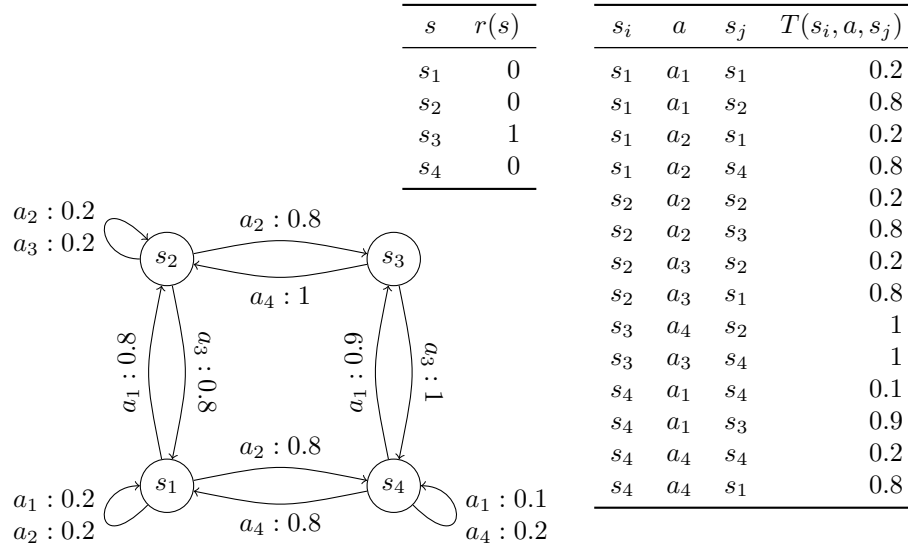 s r(s)
s₁ 0
s₂ 0
s₃ 1
s₄ 0
sᵢ a sⱼ T(sᵢ, a, sⱼ)
s₁ a₁ s₁ 0.2
s₁ a₁ s₂ 0.8
s₁ a₂ s₁ 0.2
s₁ a₂ s₄ 0.8
s₂ a₂ s₂ 0.2
s₂ a₂ s₃ 0.8
s₂ a₃ s₂ 0.2
s₂ a₃ s₁ 0.8
s₃ a₄ s₂ 1
s₃ a₃ s₄ 1
s₄ a₁ s₄ 0.1
s₄ a₁ s₃ 0.9
s₄ a₄ s₄ 0.2
s₄ a₄ s₁ 0.8
a₂ : 0.2
a₃ : 0.2
s₂
a₂ : 0.8
s₃
a₄ : 1
a₁ : 0.8
a₃ : 0.8
a₁ : 0.9
a₃ : 1
a₂ : 0.8
s₁
s₄
a₁ : 0.2
a₂ : 0.2
a₄ : 0.8
a₁ : 0.1
a₄ : 0.2